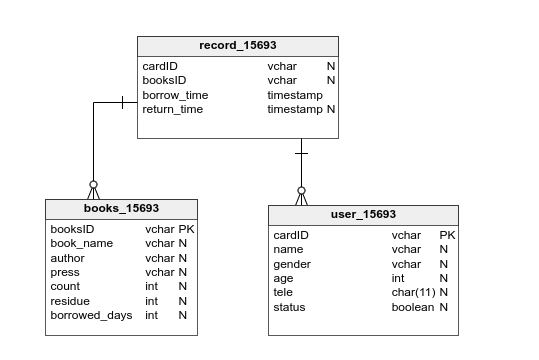 record_15693
cardID vchar N
booksID vchar N
borrow_time timestamp
return_time timestamp N
books_15693
booksID vchar PK
book_name vchar N
author vchar N
press vchar N
count int N
residue int N
borrowed_days int N
user_15693
cardID vchar PK
name vchar N
gender vchar N
age int N
tele char(11) N
status boolean N